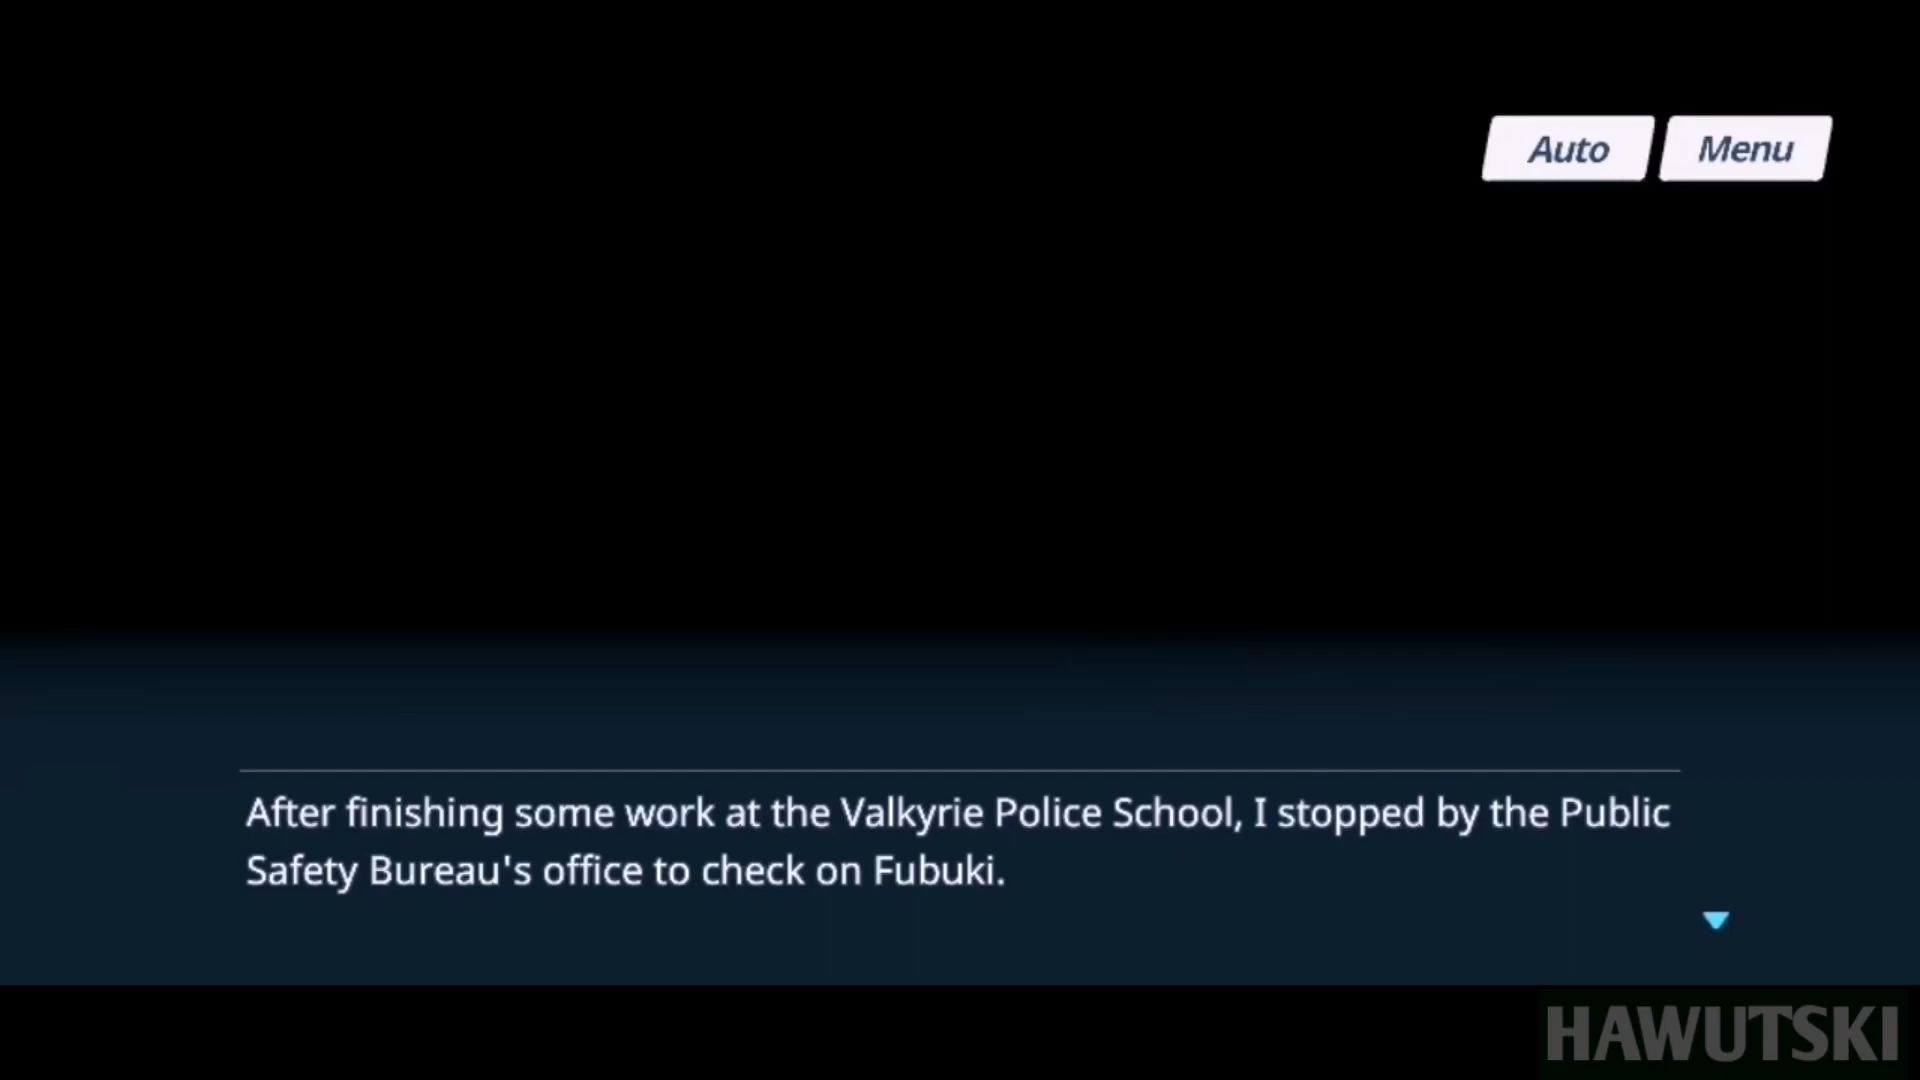 Auto Menu
After finishing some work at the Valkyrie Police School, I stopped by the Public
Safety Bureau's office to check on Fubuki.
HAWUTSKI